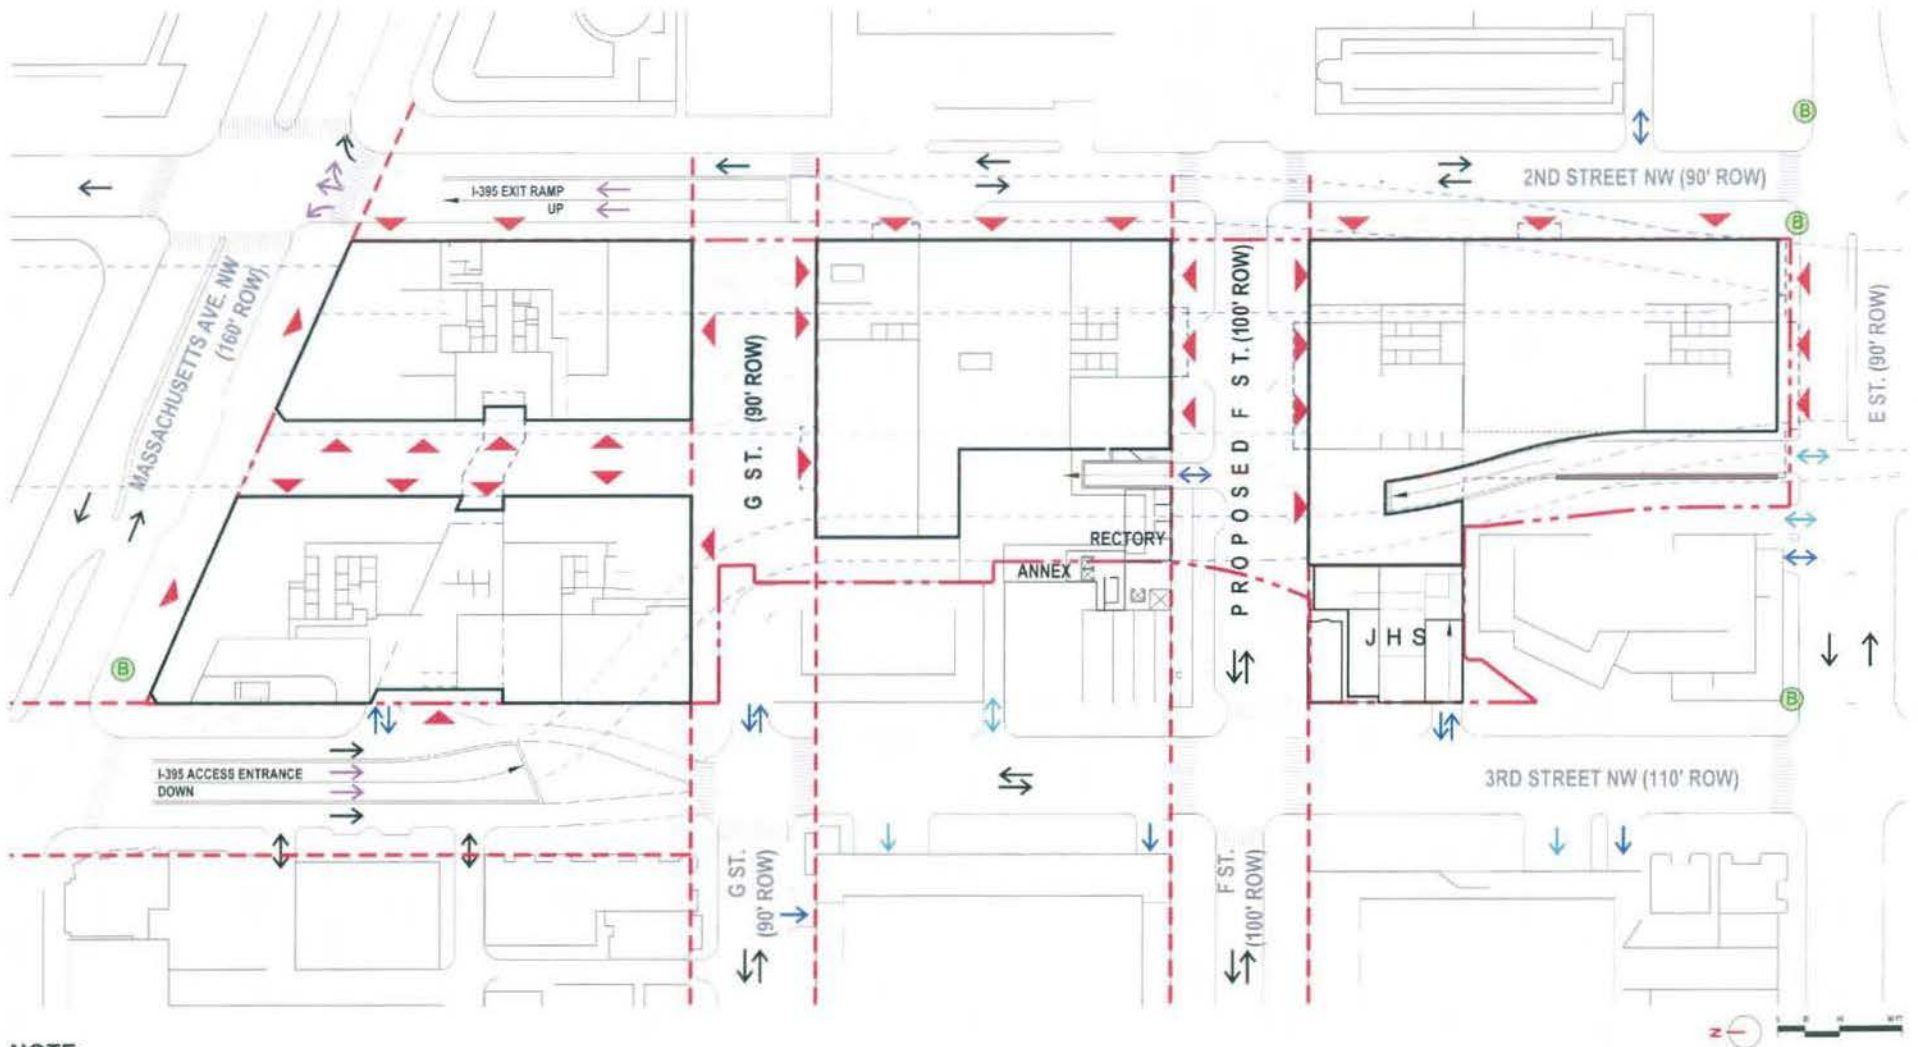 B
I-395 EXIT RAMP
UP
2ND STREET NW (90' ROW)
B
MASSACHUSETTS AVE. NW
(160' ROW)
G ST. (90' ROW)
PROPOSED F ST. (100' ROW)
E ST. (90' ROW)
RECTORY
ANNEX
JHS
B
B
I-395 ACCESS ENTRANCE
DOWN
3RD STREET NW (110' ROW)
G ST.
(90' ROW)
F ST.
(100' ROW)
N
NOTE